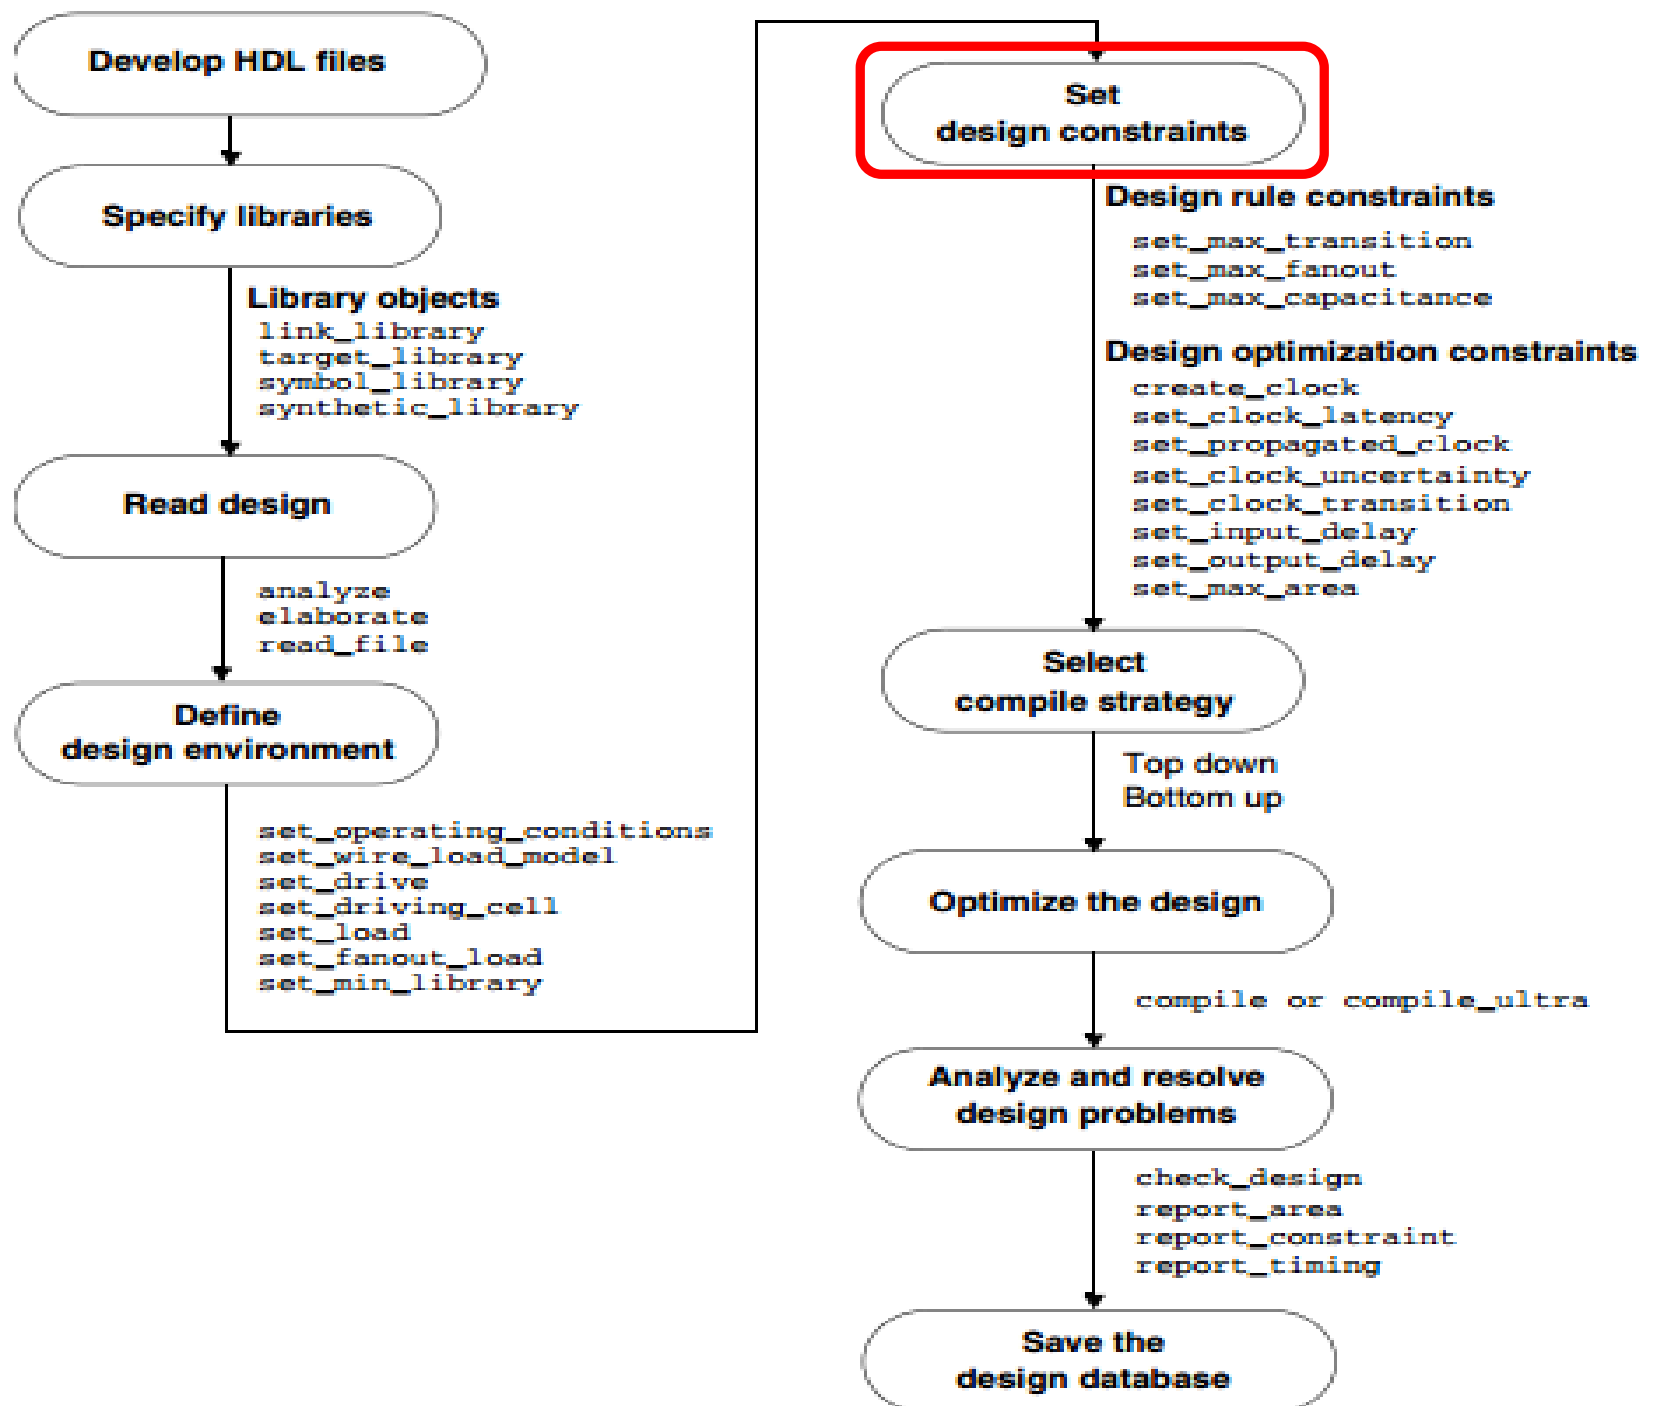 Develop HDL files
Specify libraries
Library objects
link_library
target_library
symbol_library
synthetic_library
Read design
analyze
elaborate
read_file
Define
design environment
set_operating_conditions
set_wire_load_model
set_drive
set_driving_cell
set_load
set_fanout_load
set_min_library
Set
design constraints
Design rule constraints
set_max_transition
set_max_fanout
set_max_capacitance
Design optimization constraints
create_clock
set_clock_latency
set_propagated_clock
set_clock_uncertainty
set_clock_transition
set_input_delay
set_output_delay
set_max_area
Select
compile strategy
Top down
Bottom up
Optimize the design
compile or compile_ultra
Analyze and resolve
design problems
check_design
report_area
report_constraint
report_timing
Save the
design database